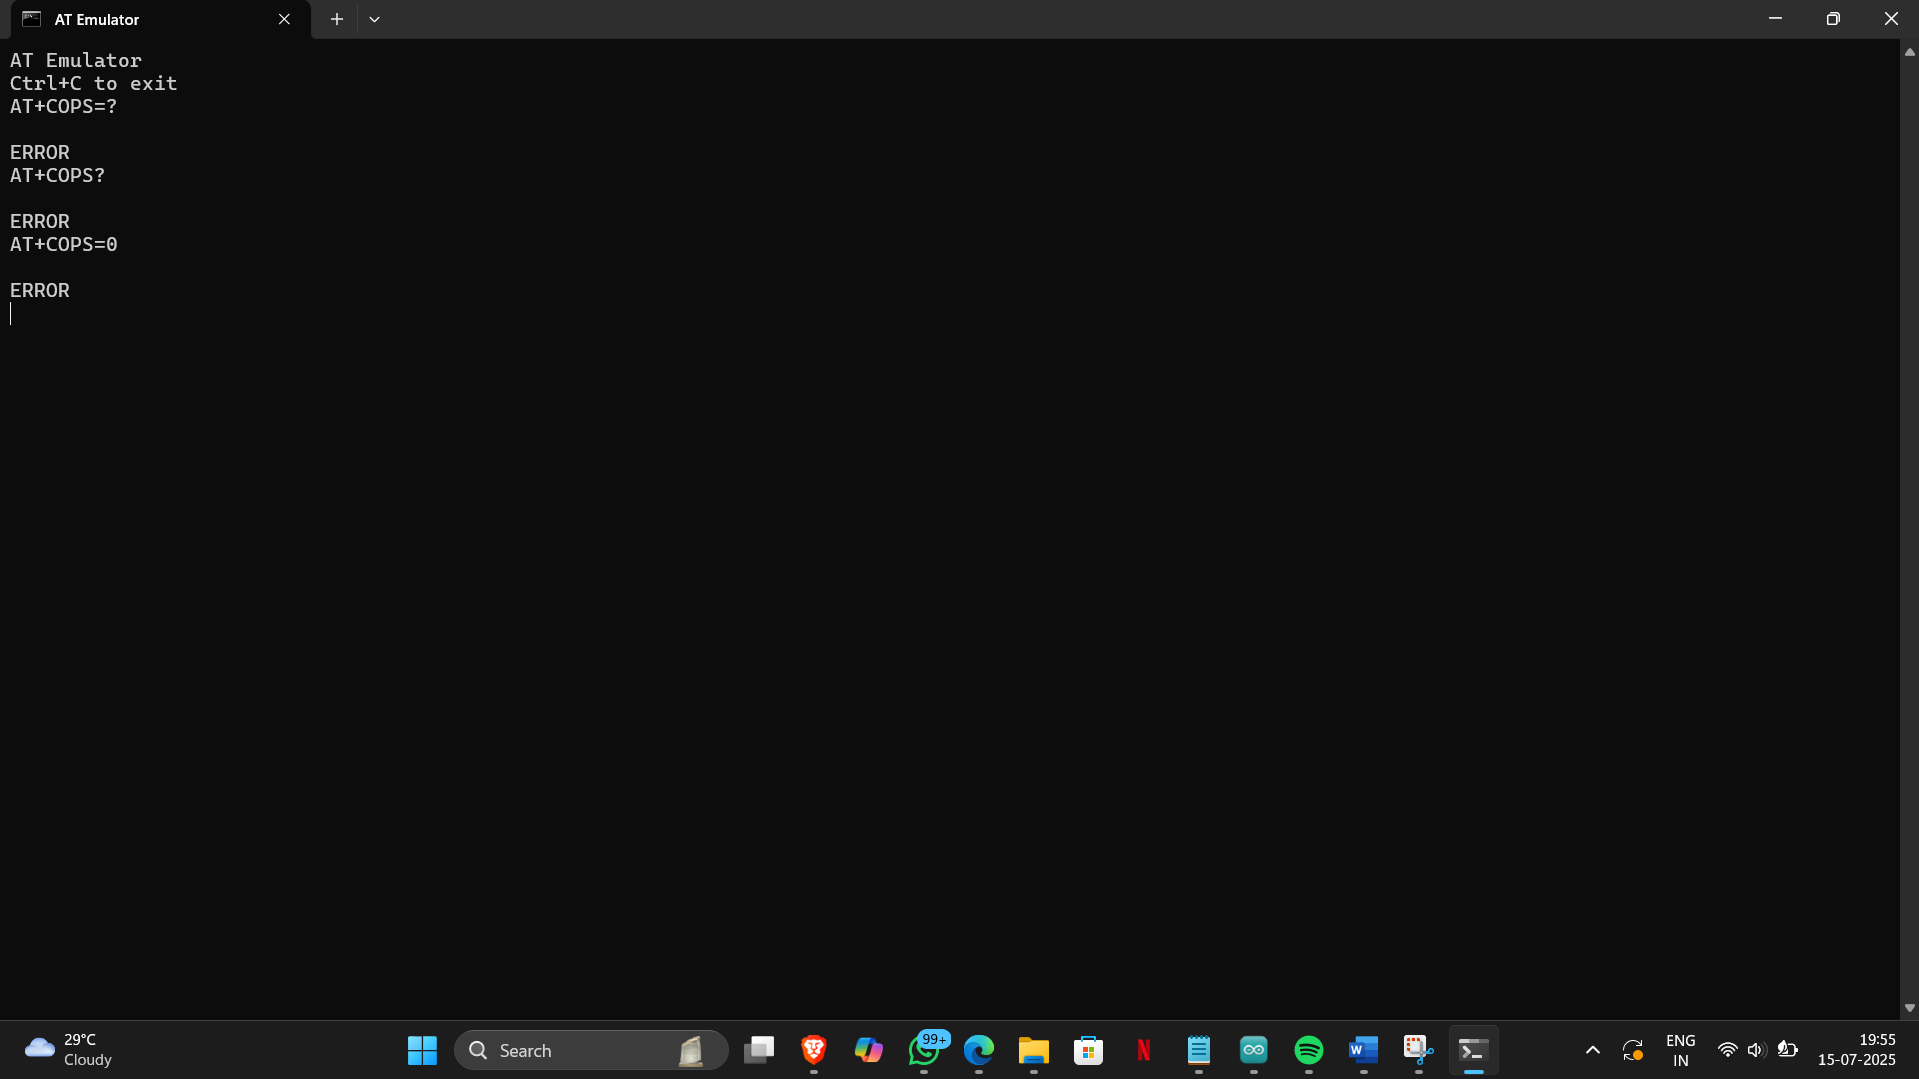 AT Emulator
AT Emulator
Ctrl+C to exit
AT+COPS=?
ERROR
AT+COPS?
ERROR
AT+COPS=0
ERROR
29°C
Cloudy
Search
99+
N
W
ENG
IN
19:55
15-07-2025